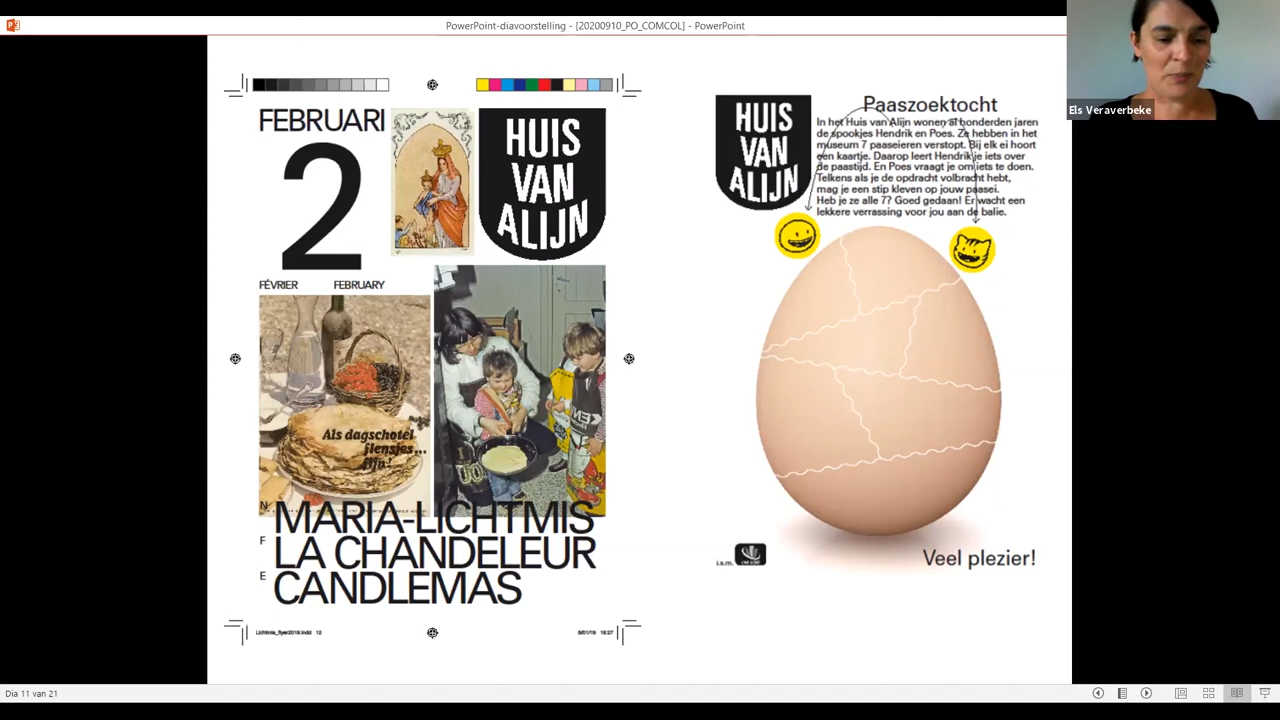 PowerPoint-diavoorstelling - [20200910_PO_COMCOL] - PowerPoint
Els Veraverbeke
FEBRUARI
2
FÉVRIER FEBRUARY
HUIS
VAN
ALIJN
Als dagschotel
flensjes...
fijn!
N MARIA-LICHTMIS
F LA CHANDELEUR
E CANDLEMAS
Lichtmis_flyer2019.indd 12
HUIS
VAN
ALIJN
Paaszoektocht
In het Huis van Alijn wonen al honderden jaren
de spookjes Hendrik en Poes. Ze hebben in het
museum 7 paaseieren verstopt. Bij elk ei hoort
een kaartje. Daarop leert Hendrik je iets over
de paastijd. En Poes vraagt je om iets te doen.
Telkens als je de opdracht volbracht hebt,
mag je een stip kleven op jouw paasei.
Heb je ze alle 7? Goed gedaan! Er wacht een
lekkere verrassing voor jou aan de balie.
i.s.m.
Veel plezier!
Dia 11 van 21